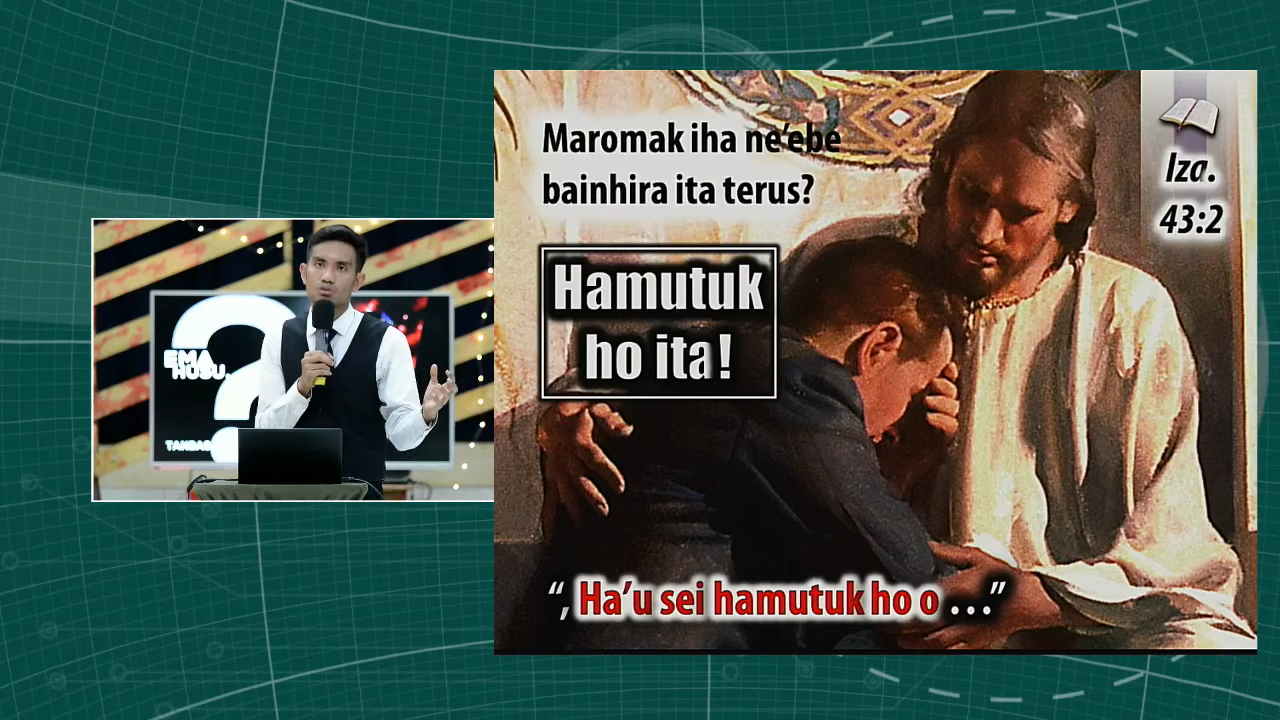 Maromak iha ne'ebe
bainhira ita terus?
Hamutuk
ho ita!
Iza.
43:2
“, Ha’u sei hamutuk ho o …”
EMA
HUSU.